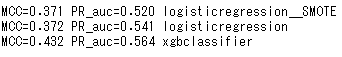 MCC=0.371 PR_auc=0.520 logisticregression__SMOTE
MCC=0.372 PR_auc=0.541 logisticregression
MCC=0.432 PR_auc=0.564 xgbclassifier